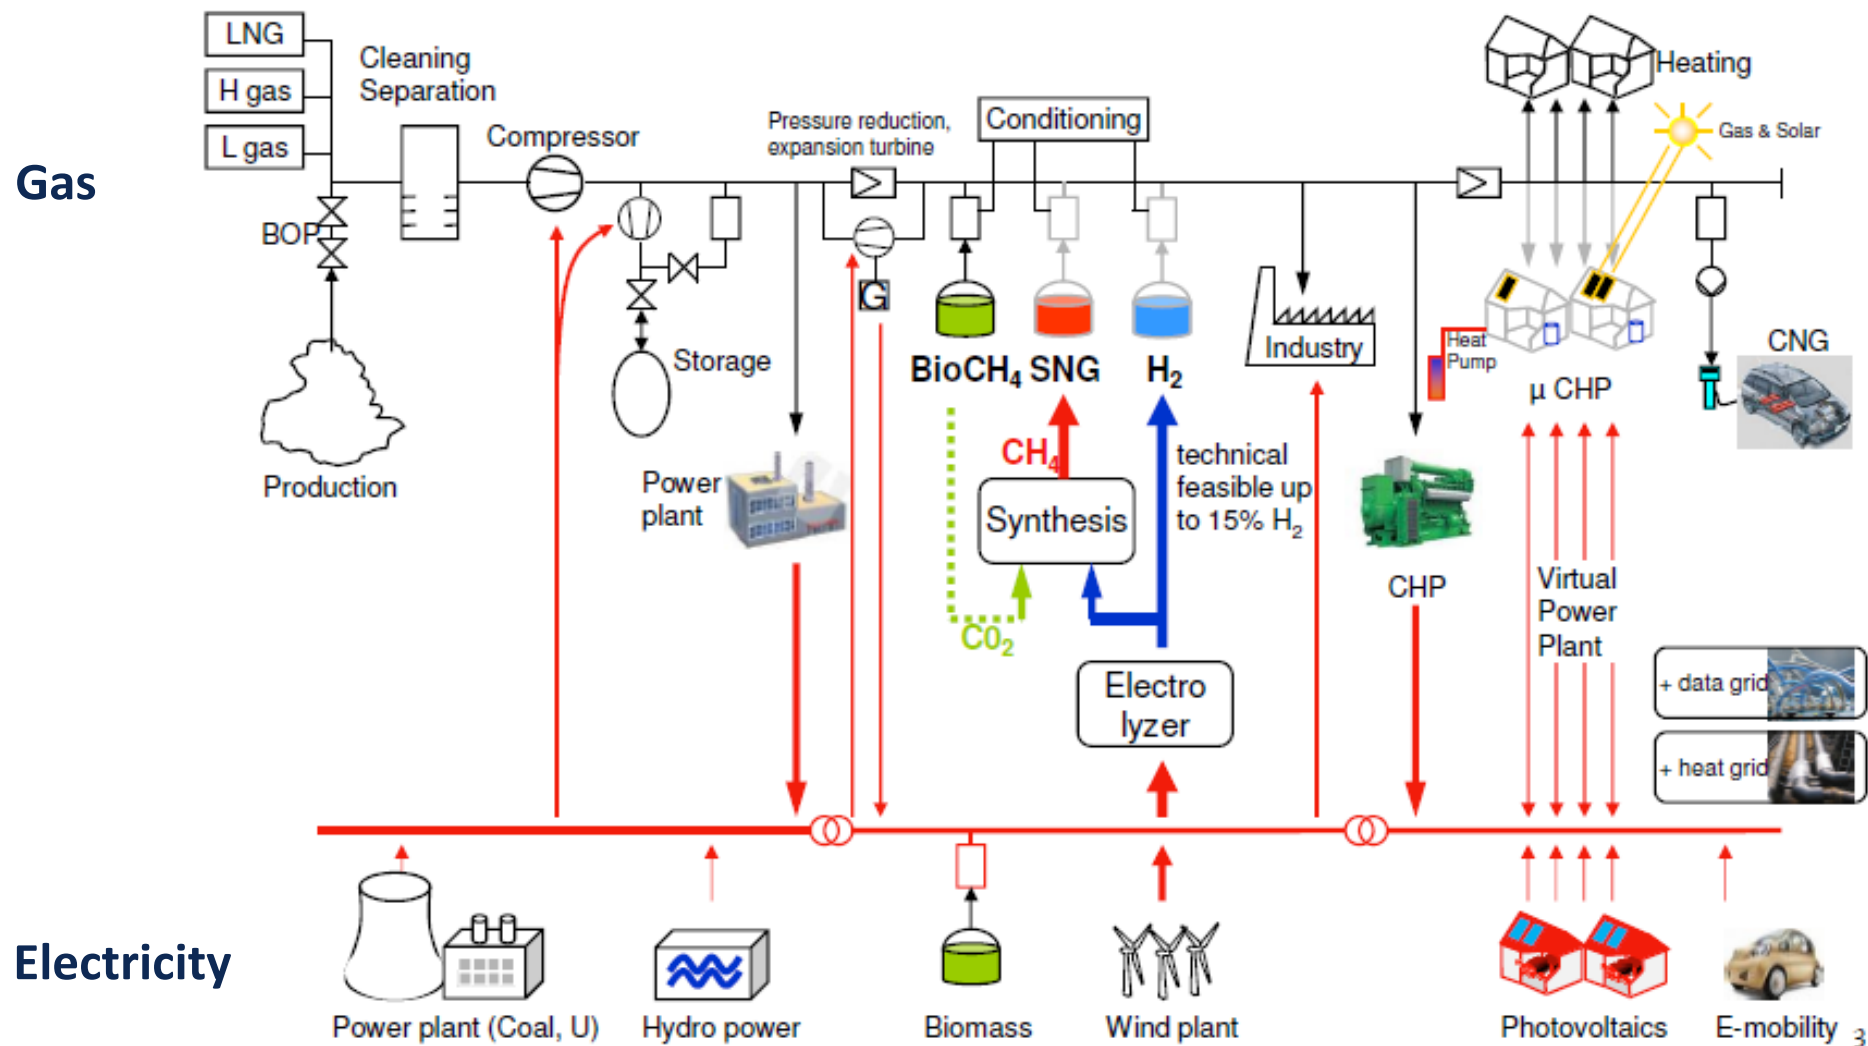 LNG
H gas
L gas
Cleaning
Separation
Compressor
Pressure reduction,
expansion turbine
Conditioning
Heating
Gas & Solar
Gas
BOP
G
Storage
Production
BioCH4 SNG H2
Industry
Heat
Pump
μ CHP
CNG
CH4
technical
feasible up
to 15% H2
Power
plant
Synthesis
CHP
Virtual
Power
Plant
C02
Electro
lyzer
+ data grid
+ heat grid
Electricity
Power plant (Coal, U)
Hydro power
Biomass
Wind plant
Photovoltaics
E-mobility
3